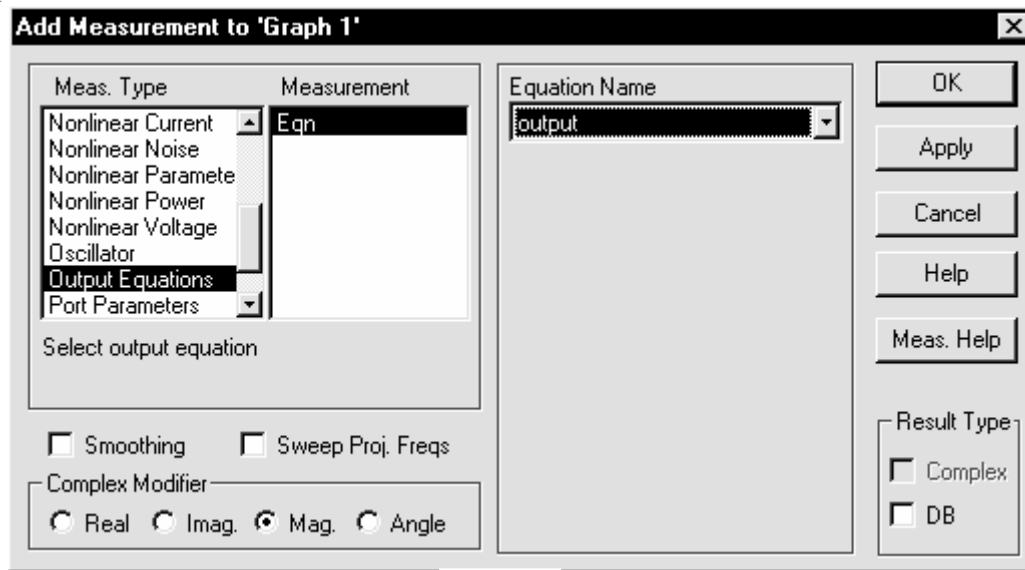 Add Measurement to 'Graph 1'
Meas. Type
Measurement
Nonlinear Current
Nonlinear Noise
Nonlinear Paramete
Nonlinear Power
Nonlinear Voltage
Oscillator
Output Equations
Port Parameters
Eqn
Select output equation
Smoothing
Sweep Proj. Freqs
Complex Modifier
Real
Imag.
Mag.
Angle
Equation Name
output
OK
Apply
Cancel
Help
Meas. Help
Result Type
Complex
DB